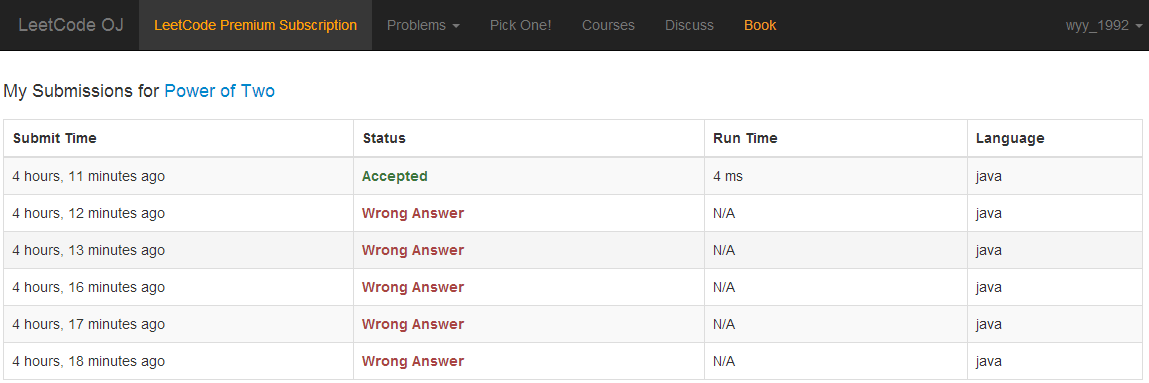 LeetCode OJ LeetCode Premium Subscription Problems Pick One! Courses Discuss Book wyy_1992
My Submissions for Power of Two
Submit Time Status Run Time Language
4 hours, 11 minutes ago Accepted 4 ms java
4 hours, 12 minutes ago Wrong Answer N/A java
4 hours, 13 minutes ago Wrong Answer N/A java
4 hours, 16 minutes ago Wrong Answer N/A java
4 hours, 17 minutes ago Wrong Answer N/A java
4 hours, 18 minutes ago Wrong Answer N/A java